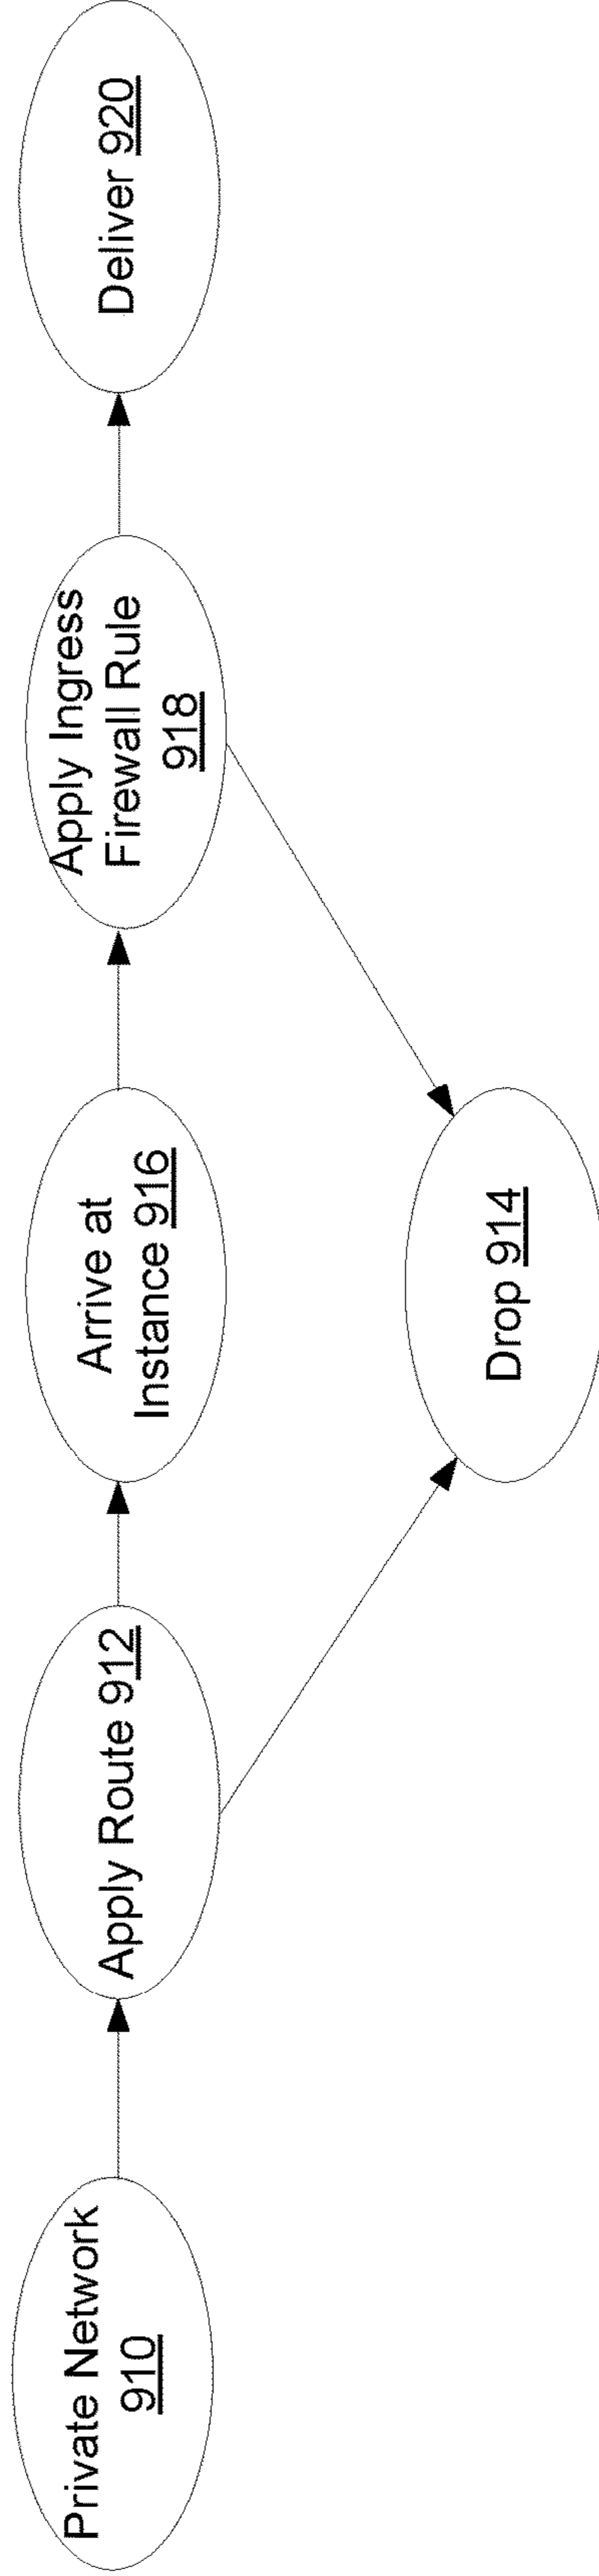 Private Network
910
Apply Route 912
Arrive at
Instance 916
Apply Ingress
Firewall Rule
918
Deliver 920
Drop 914